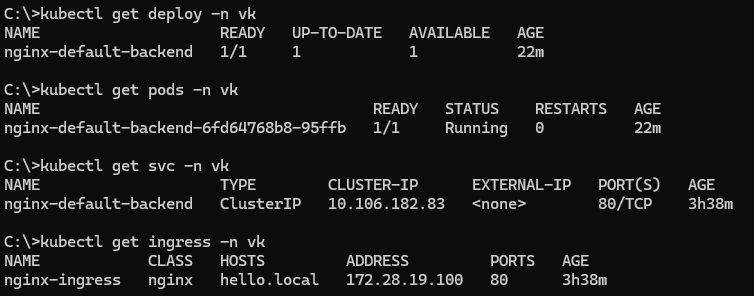 C:\>kubectl get deploy -n vk
NAME                    READY   UP-TO-DATE   AVAILABLE   AGE
nginx-default-backend   1/1     1            1           22m
C:\>kubectl get pods -n vk
NAME                                     READY   STATUS    RESTARTS   AGE
nginx-default-backend-6fd64768b8-95ffb   1/1     Running   0          22m
C:\>kubectl get svc -n vk
NAME                    TYPE        CLUSTER-IP      EXTERNAL-IP   PORT(S)   AGE
nginx-default-backend   ClusterIP   10.106.182.83   <none>        80/TCP    3h38m
C:\>kubectl get ingress -n vk
NAME            CLASS   HOSTS         ADDRESS         PORTS   AGE
nginx-ingress   nginx   hello.local   172.28.19.100   80      3h38m